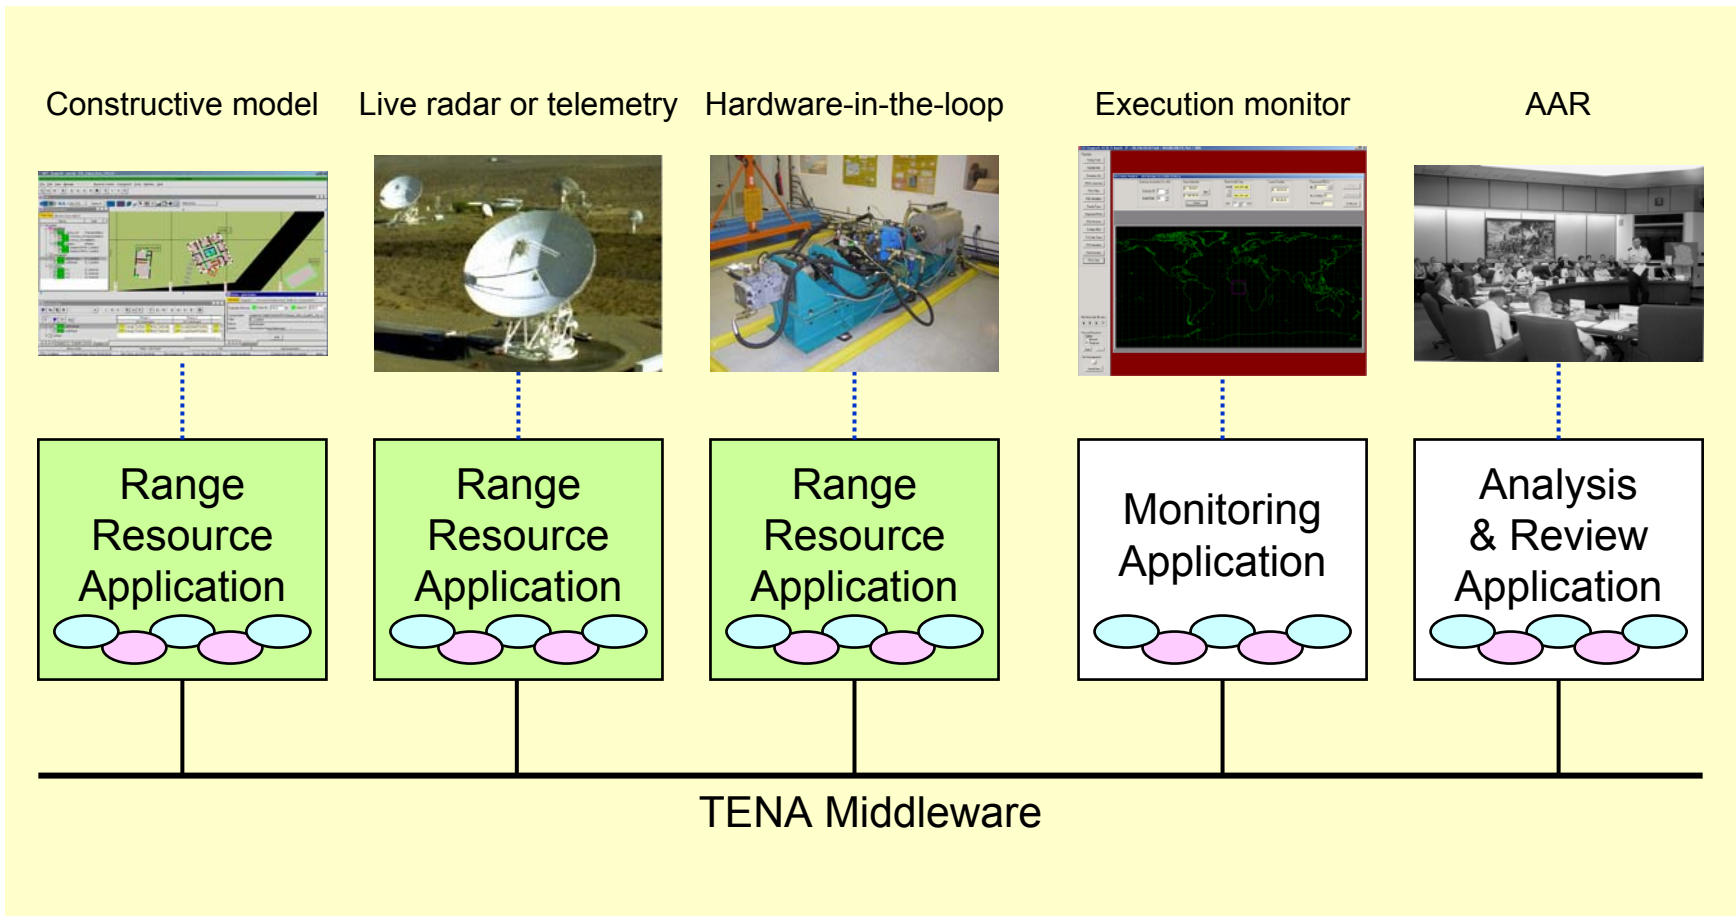 Constructive model
Live radar or telemetry
Hardware-in-the-loop
Execution monitor
AAR
Range
Resource
Application
Range
Resource
Application
Range
Resource
Application
Monitoring
Application
Analysis
& Review
Application
TENA Middleware